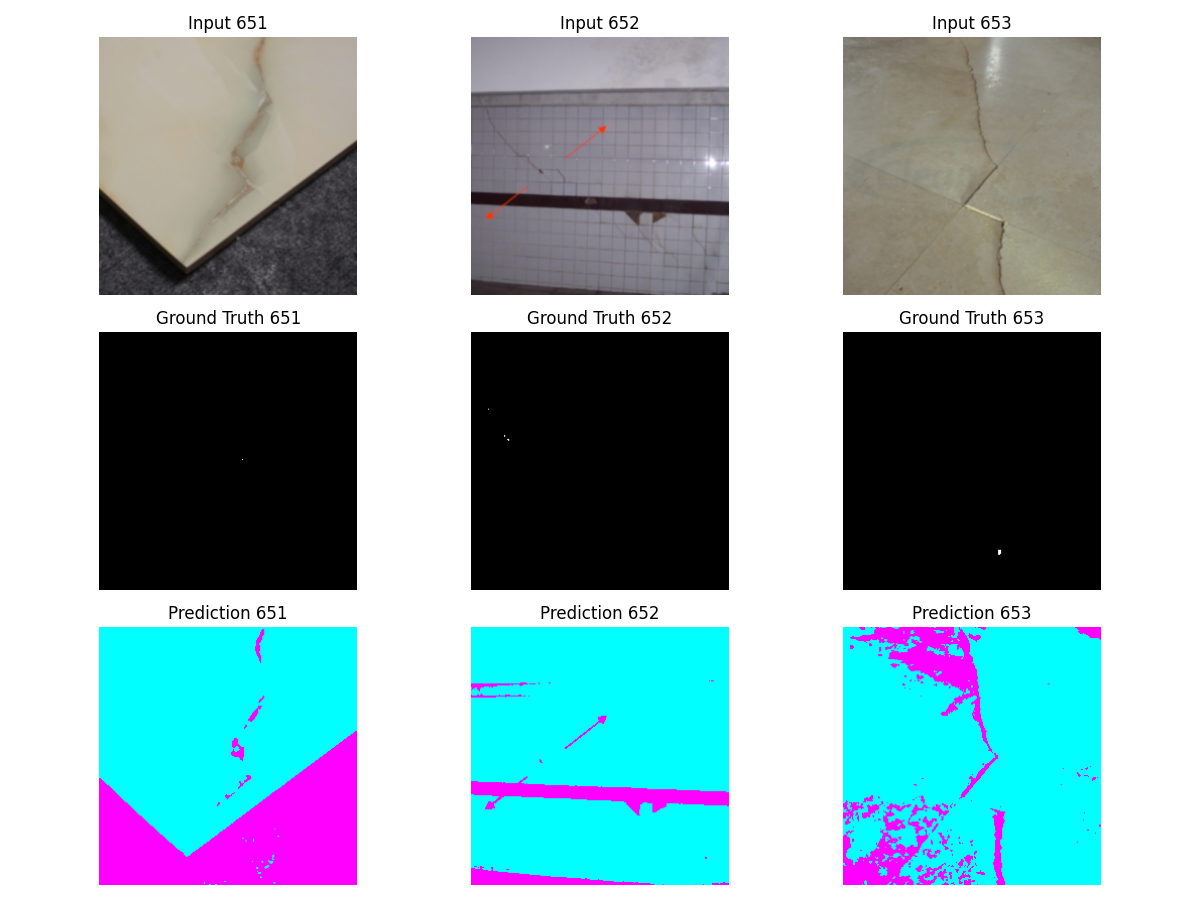 Input 651
Input 652
Input 653
Ground Truth 651
Ground Truth 652
Ground Truth 653
Prediction 651
Prediction 652
Prediction 653